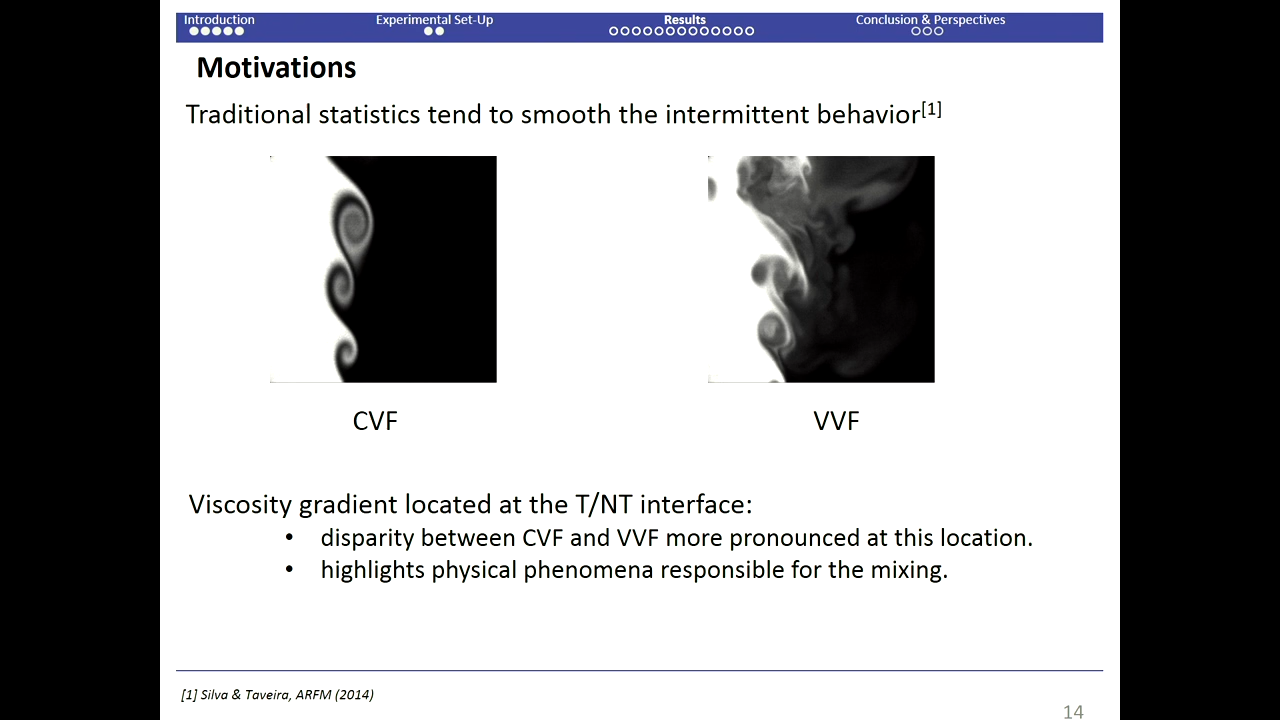 Introduction
Experimental Set-Up
Results
Conclusion & Perspectives
Motivations
Traditional statistics tend to smooth the intermittent behavior[1]
CVF
VVF
Viscosity gradient located at the T/NT interface:
• disparity between CVF and VVF more pronounced at this location.
• highlights physical phenomena responsible for the mixing.
[1] Silva & Taveira, ARFM (2014)
14